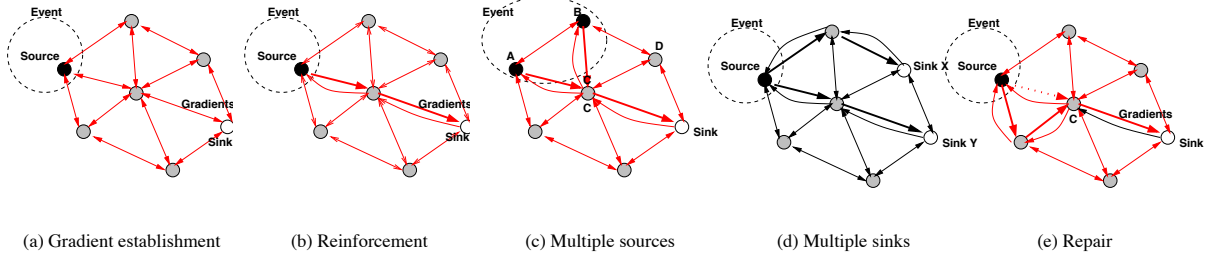 Event
Source
Gradients
Sink
(a) Gradient establishment
Event
Source
Gradients
Sink
(b) Reinforcement
Event
B
A
D
C
C
Sink
(c) Multiple sources
Event
Source
Sink X
Sink Y
(d) Multiple sinks
Event
Source
Gradients
C
Sink
(e) Repair